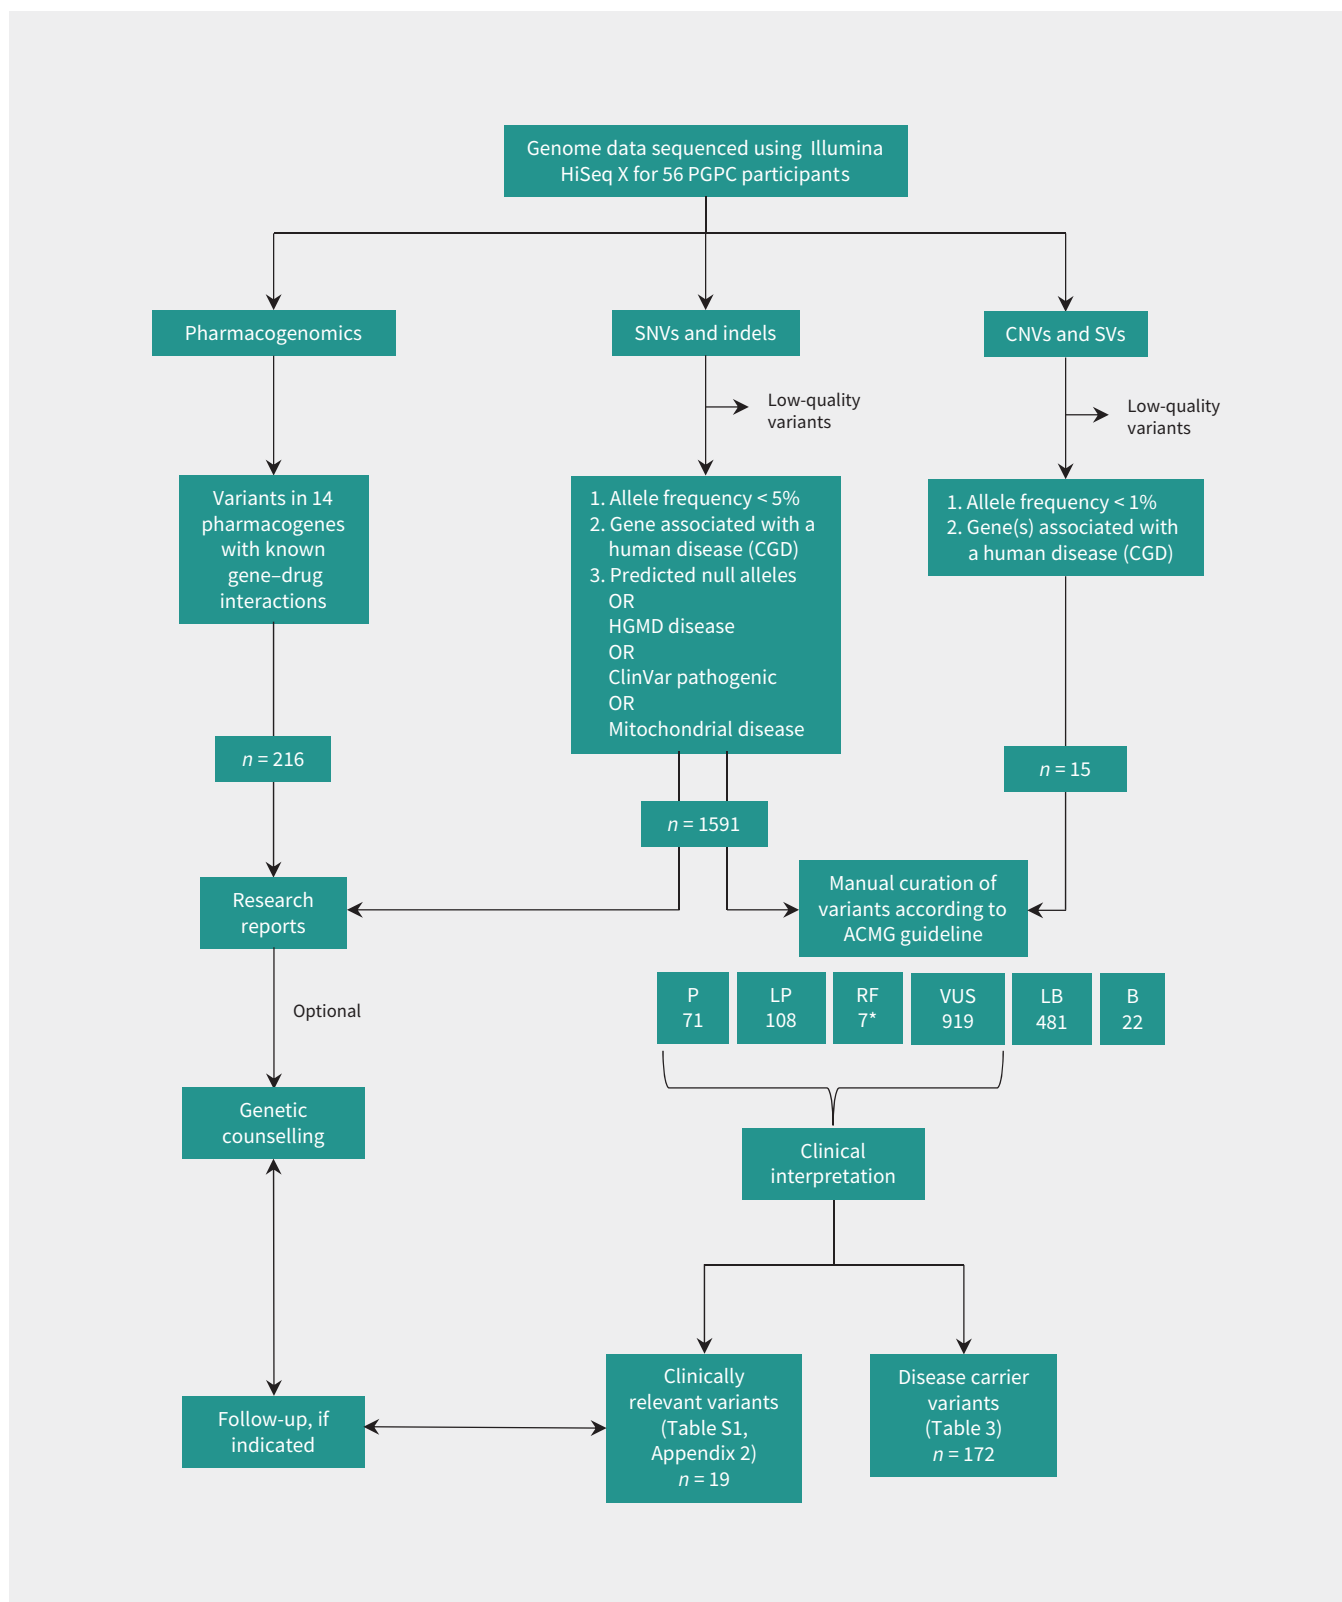 Genome data sequenced using Illumina
HiSeq X for 56 PGPC participants
Pharmacogenomics
SNVs and indels
CNVs and SVs
Low-quality
variants
Low-quality
variants
Variants in 14
pharmacogenes
with known
gene–drug
interactions
1. Allele frequency < 5%
2. Gene associated with a
human disease (CGD)
3. Predicted null alleles
OR
HGMD disease
OR
ClinVar pathogenic
OR
Mitochondrial disease
1. Allele frequency < 1%
2. Gene(s) associated with
a human disease (CGD)
n = 216
n = 1591
n = 15
Research
reports
Manual curation of
variants according to
ACMG guideline
P
71
LP
108
RF
7*
VUS
919
LB
481
B
22
Optional
Genetic
counselling
Clinical
interpretation
Follow-up, if
indicated
Clinically
relevant variants
(Table S1,
Appendix 2)
n = 19
Disease carrier
variants
(Table 3)
n = 172